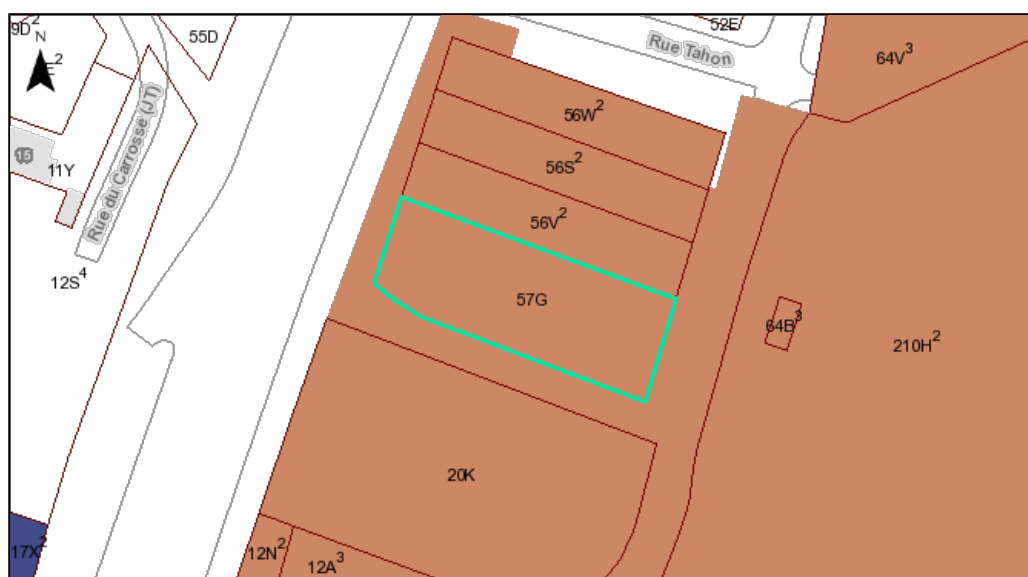 9D²
N
E²
55D
52E
Rue Tahon
64V³
56W²
15
11Y
Rue du Carrosse (JT)
56S²
56V²
12S⁴
57G
64B³
210H²
20K
17X²
12N²
12A³